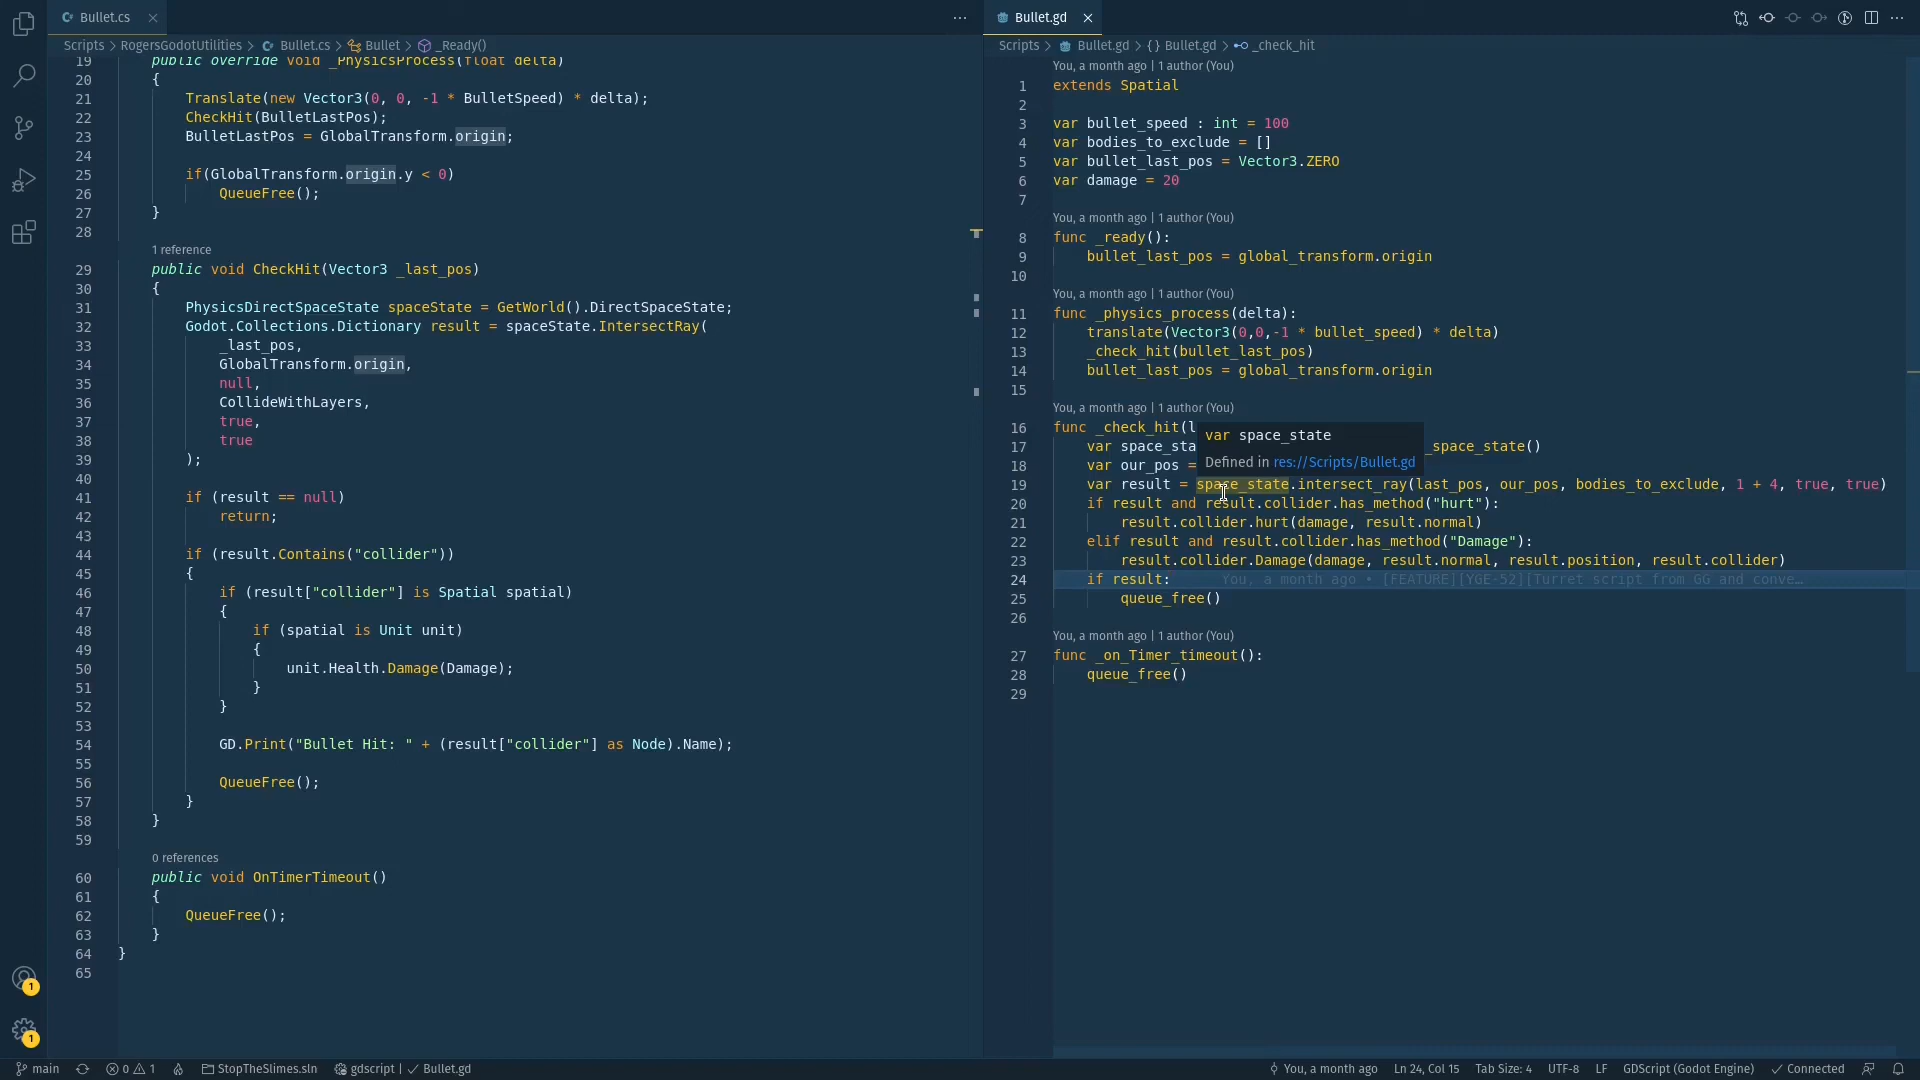 Bullet.cs
Scripts > RogersGodotUtilities > Bullet.cs > Bullet > _Ready()
19 public override void _PhysicsProcess(float delta)
20 {
21 Translate(new Vector3(0, 0, -1 * BulletSpeed) * delta);
22 CheckHit(BulletLastPos);
23 BulletLastPos = GlobalTransform.origin;
24
25 if(GlobalTransform.origin.y < 0)
26 QueueFree();
27 }
28
1 reference
29 public void CheckHit(Vector3 _last_pos)
30 {
31 PhysicsDirectSpaceState spaceState = GetWorld().DirectSpaceState;
32 Godot.Collections.Dictionary result = spaceState.IntersectRay(
33 _last_pos,
34 GlobalTransform.origin,
35 null,
36 CollideWithLayers,
37 true,
38 true
39 );
40
41 if (result == null)
42 return;
43
44 if (result.Contains("collider"))
45 {
46 if (result["collider"] is Spatial spatial)
47 {
48 if (spatial is Unit unit)
49 {
50 unit.Health.Damage(Damage);
51 }
52 }
53
54 GD.Print("Bullet Hit: " + (result["collider"] as Node).Name);
55
56 QueueFree();
57 }
58 }
59
0 references
60 public void OnTimerTimeout()
61 {
62 QueueFree();
63 }
64 }
65
Bullet.gd
Scripts > Bullet.gd > {} Bullet.gd > _check_hit
You, a month ago | 1 author (You)
1 extends Spatial
2
3 var bullet_speed : int = 100
4 var bodies_to_exclude = []
5 var bullet_last_pos = Vector3.ZERO
6 var damage = 20
7
You, a month ago | 1 author (You)
8 func _ready():
9 bullet_last_pos = global_transform.origin
10
You, a month ago | 1 author (You)
11 func _physics_process(delta):
12 translate(Vector3(0,0,-1 * bullet_speed) * delta)
13 _check_hit(bullet_last_pos)
14 bullet_last_pos = global_transform.origin
15
You, a month ago | 1 author (You)
16 func _check_hit(l
var space_state
17 var space_sta _space_state()
18 var our_pos =
Defined in res://Scripts/Bullet.gd
19 var result = space_state.intersect_ray(last_pos, our_pos, bodies_to_exclude, 1 + 4, true, true)
20 if result and result.collider.has_method("hurt"):
21 result.collider.hurt(damage, result.normal)
22 elif result and result.collider.has_method("Damage"):
23 result.collider.Damage(damage, result.normal, result.position, result.collider)
24 if result: You, a month ago • [FEATURE][YGE-52][Turret script from GG and conve…
25 queue_free()
26
You, a month ago | 1 author (You)
27 func _on_Timer_timeout():
28 queue_free()
29
1
1
main 0 1 StopTheSlimes.sln gdscript | Bullet.gd You, a month ago Ln 24, Col 15 Tab Size: 4 UTF-8 LF GDScript (Godot Engine) Connected